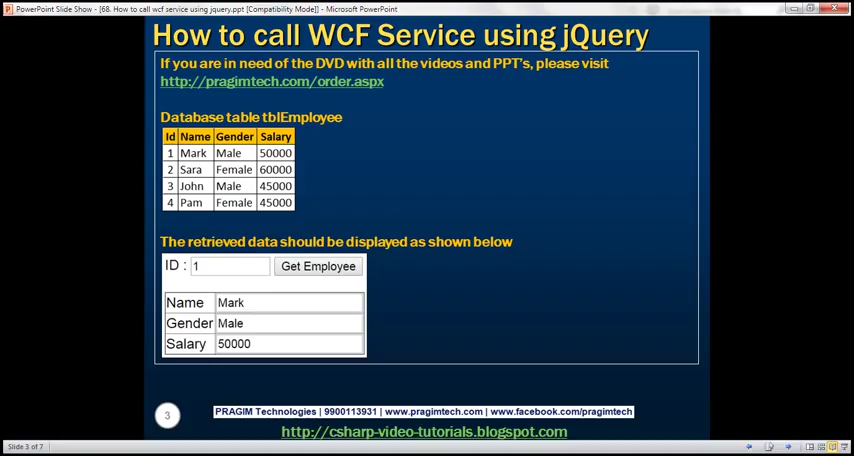 PowerPoint Slide Show - [68. How to call wcf service using jquery.ppt [Compatibility Mode]] - Microsoft PowerPoint
How to call WCF Service using jQuery
If you are in need of the DVD with all the videos and PPT's, please visit
http://pragimtech.com/order.aspx
Database table tblEmployee
Id Name Gender Salary
1 Mark Male 50000
2 Sara Female 60000
3 John Male 45000
4 Pam Female 45000
The retrieved data should be displayed as shown below
ID : 1 Get Employee
Name Mark
Gender Male
Salary 50000
3
PRAGIM Technologies | 9900113931 | www.pragimtech.com | www.facebook.com/pragimtech
http://csharp-video-tutorials.blogspot.com
Slide 3 of 7